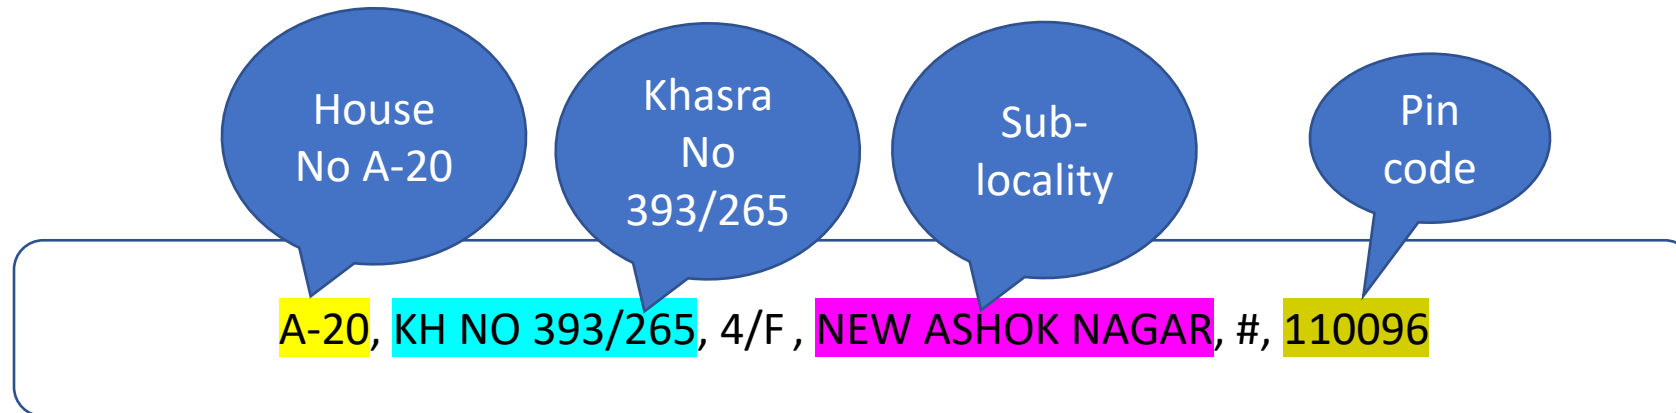 House
No A-20
Khasra
No
393/265
Sub-
locality
Pin
code
A-20, KH NO 393/265, 4/F , NEW ASHOK NAGAR, #, 110096